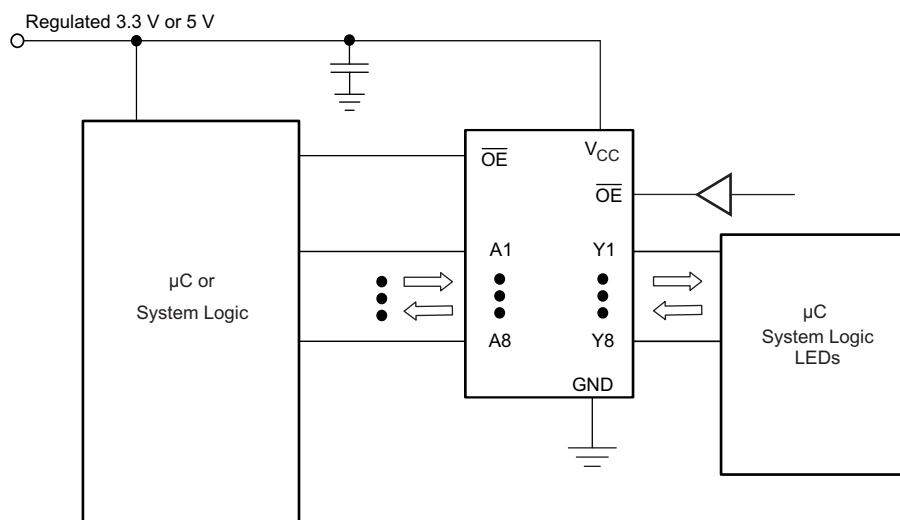 Regulated 3.3 V or 5 V
OE
VCC
OE
A1
Y1
µC or
System Logic
A8
Y8
GND
µC
System Logic
LEDs